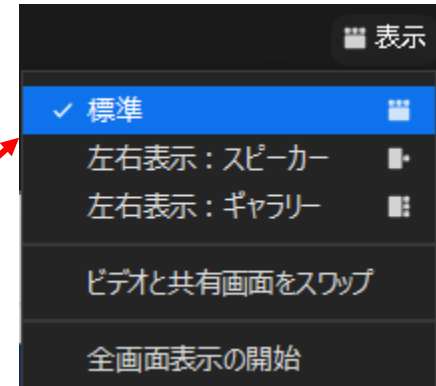 表示
標準
左右表示：スピーカー
左右表示：ギャラリー
ビデオと共有画面をスワップ
全画面表示の開始